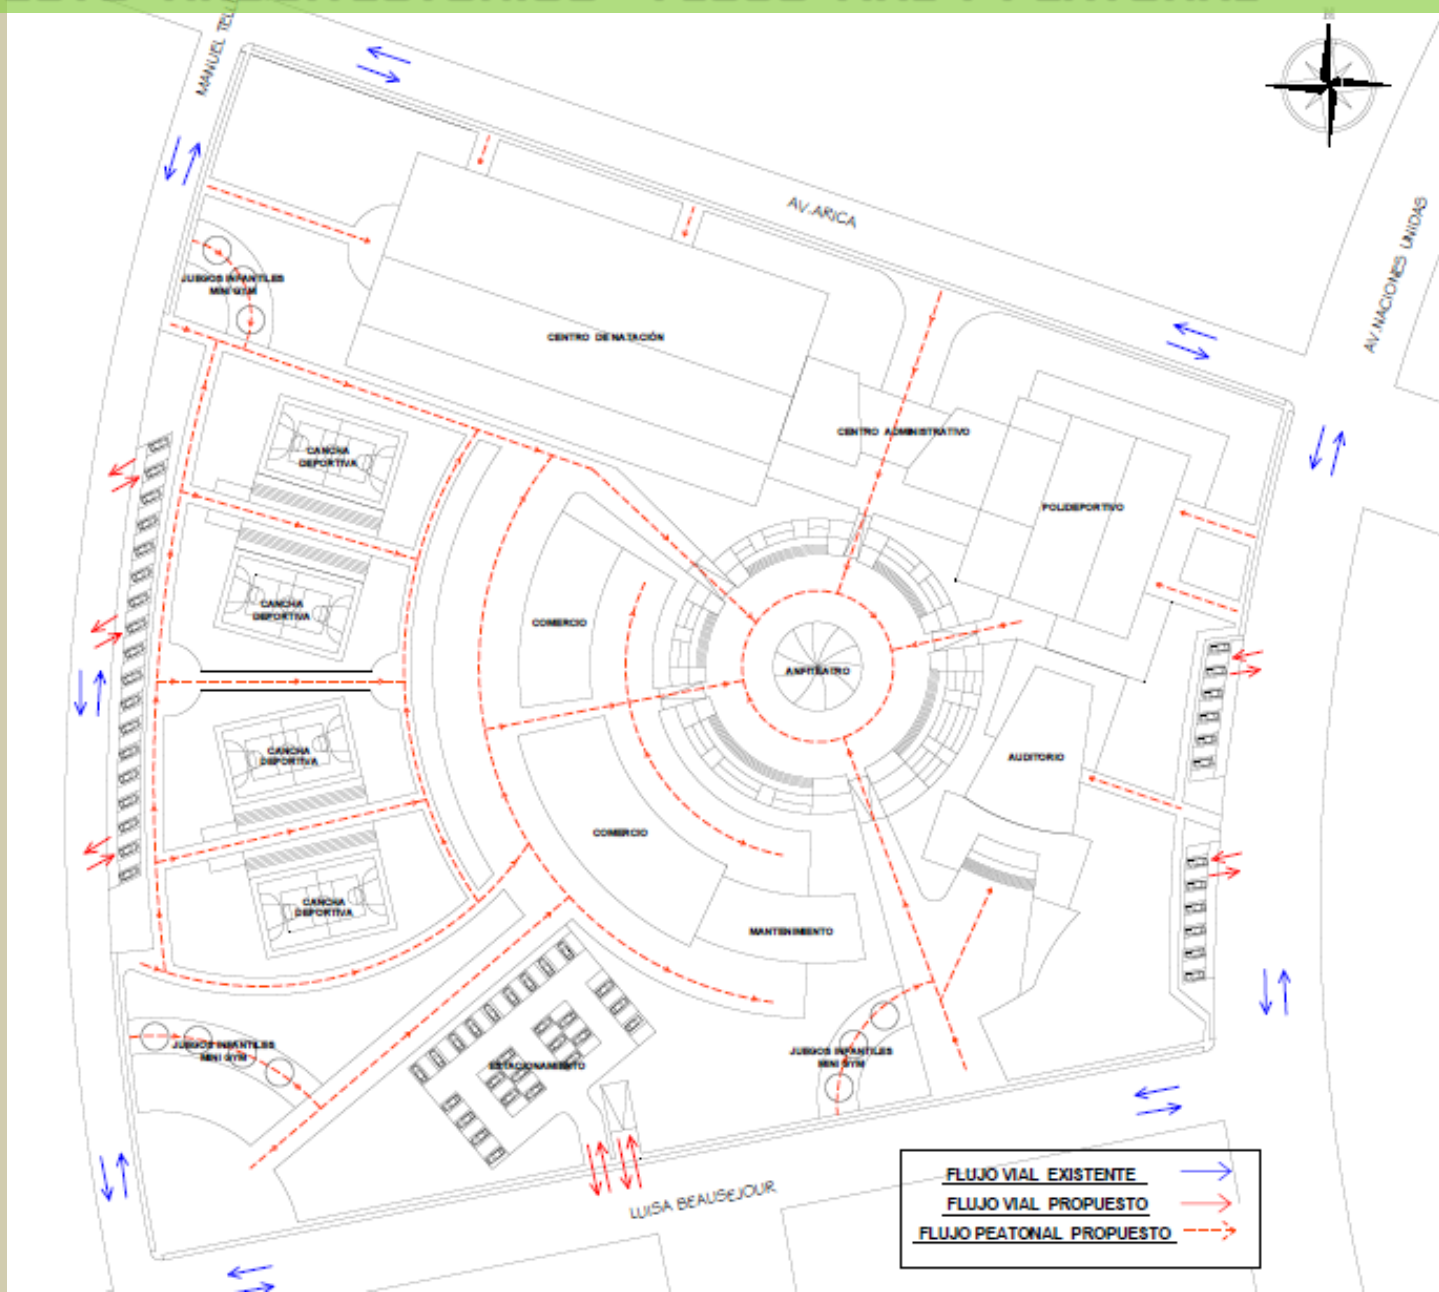 MANUEL TELL
N
AV. ARICA
AV. NACIONES UNIDAS
JUEGOS INFANTILES
MINI GYM
CENTRO DE NATACIÓN
CENTRO ADMINISTRATIVO
CANCHA
DEPORTIVA
POLIDEPORTIVO
CANCHA
DEPORTIVA
COMERCIO
ANFITEATRO
CANCHA
DEPORTIVA
AUDITORIO
COMERCIO
CANCHA
DEPORTIVA
MANTENIMIENTO
JUEGOS INFANTILES
MINI GYM
ESTACIONAMIENTO
JUEGOS INFANTILES
MINI GYM
LUISA BEAUSEJOUR
FLUJO VIAL EXISTENTE
FLUJO VIAL PROPUESTO
FLUJO PEATONAL PROPUESTO